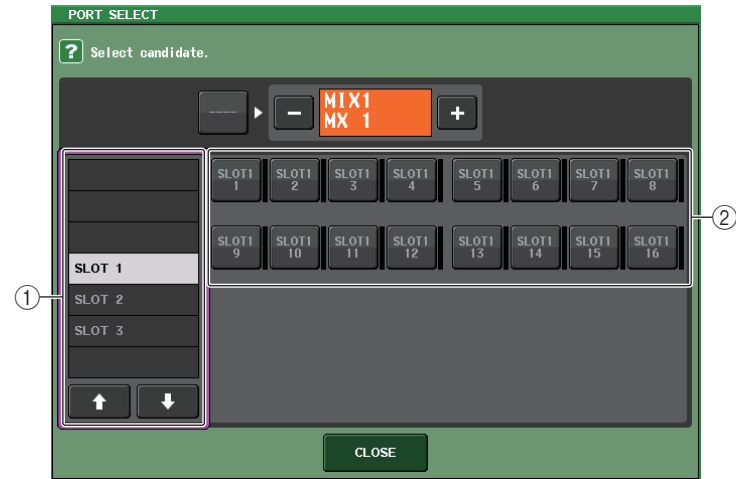 PORT SELECT
? Select candidate.
----
− MIX1 +
MX 1
SLOT 1
SLOT 2
SLOT 3
SLOT1 1 SLOT1 2 SLOT1 3 SLOT1 4 SLOT1 5 SLOT1 6 SLOT1 7 SLOT1 8
SLOT1 9 SLOT1 10 SLOT1 11 SLOT1 12 SLOT1 13 SLOT1 14 SLOT1 15 SLOT1 16
①
②
CLOSE